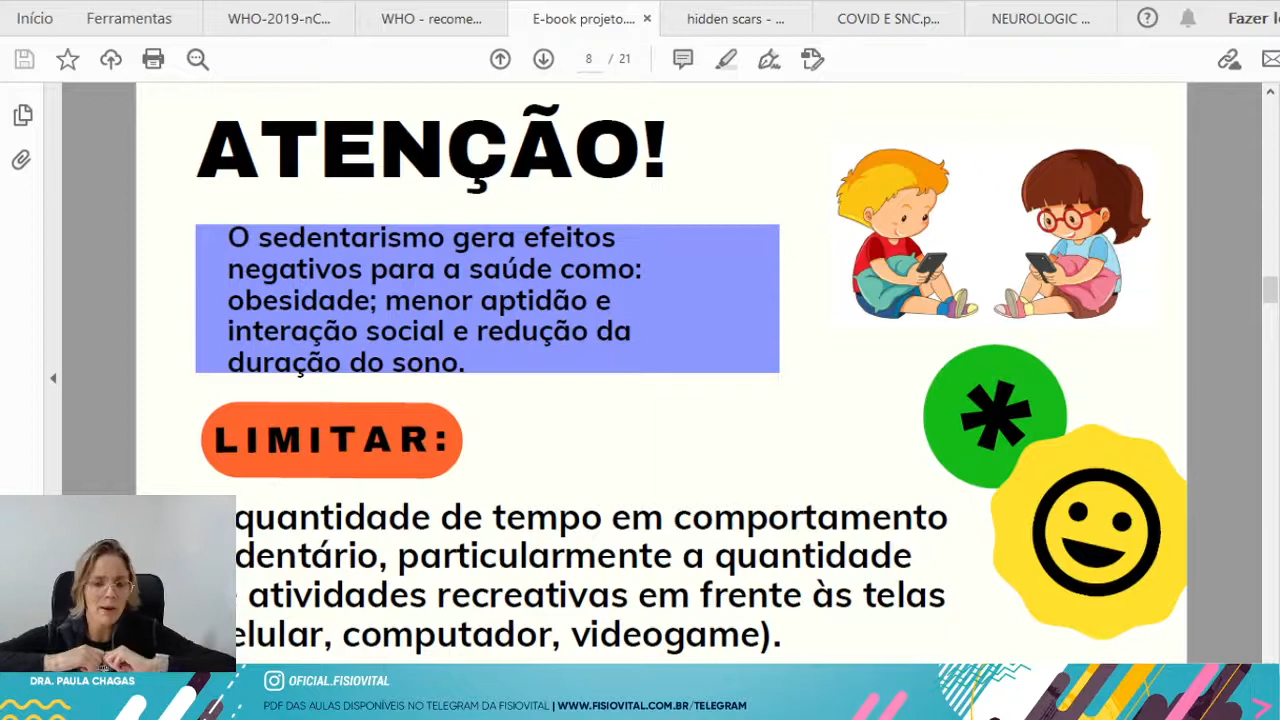 Início Ferramentas WHO-2019-nC... WHO - recome... E-book projeto.... × hidden scars - ... COVID E SNC.p... NEUROLOGIC ... Fazer l
8 / 21
ATENÇÃO!
O sedentarismo gera efeitos
negativos para a saúde como:
obesidade; menor aptidão e
interação social e redução da
duração do sono.
LIMITAR:
quantidade de tempo em comportamento
dentário, particularmente a quantidade
atividades recreativas em frente às telas
elular, computador, videogame).
DRA. PAULA CHAGAS
OFICIAL.FISIOVITAL
PDF DAS AULAS DISPONÍVEIS NO TELEGRAM DA FISIOVITAL | WWW.FISIOVITAL.COM.BR/TELEGRAM